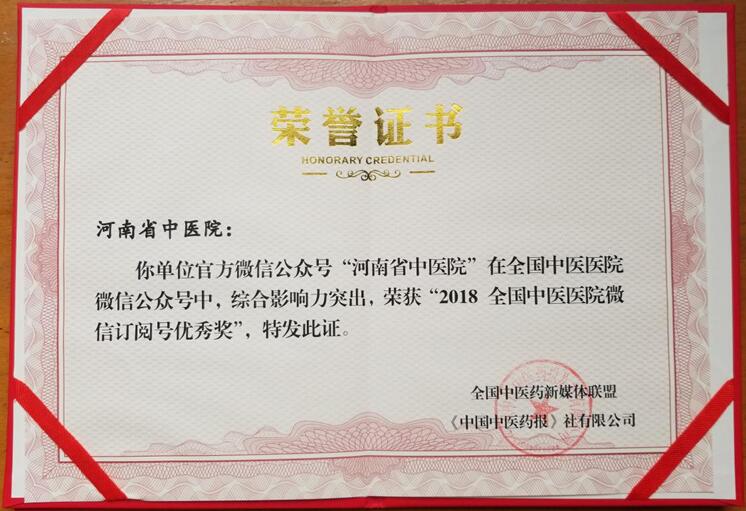 荣誉证书
HONORARY CREDENTIAL
河南省中医院：
你单位官方微信公众号“河南省中医院”在全国中医医院
微信公众号中，综合影响力突出，荣获“2018 全国中医医院微
信订阅号优秀奖”，特发此证。
全国中医药新媒体联盟
《中国中医药报》社有限公司